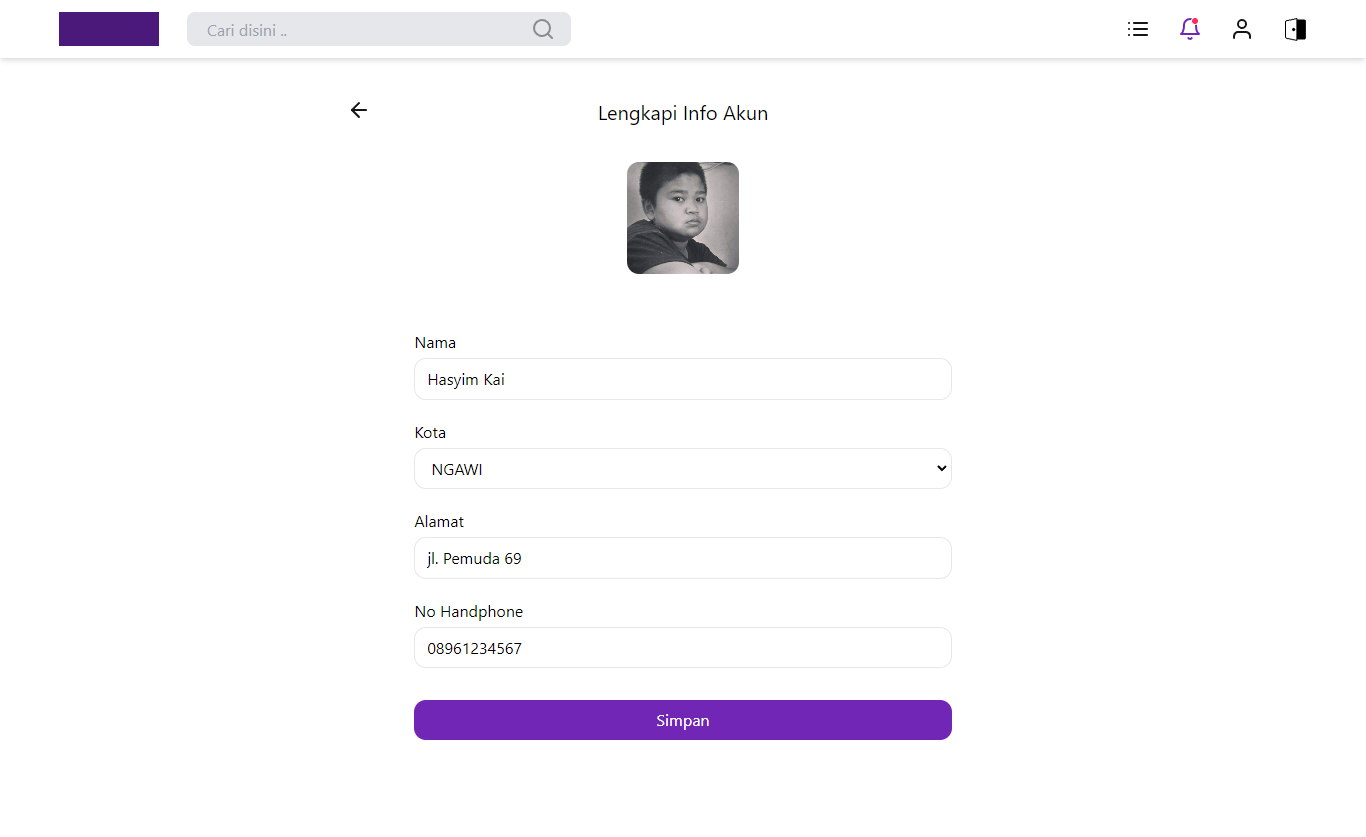 Cari disini ..
Lengkapi Info Akun
Nama
Hasyim Kai
Kota
NGAWI
Alamat
jl. Pemuda 69
No Handphone
08961234567
Simpan